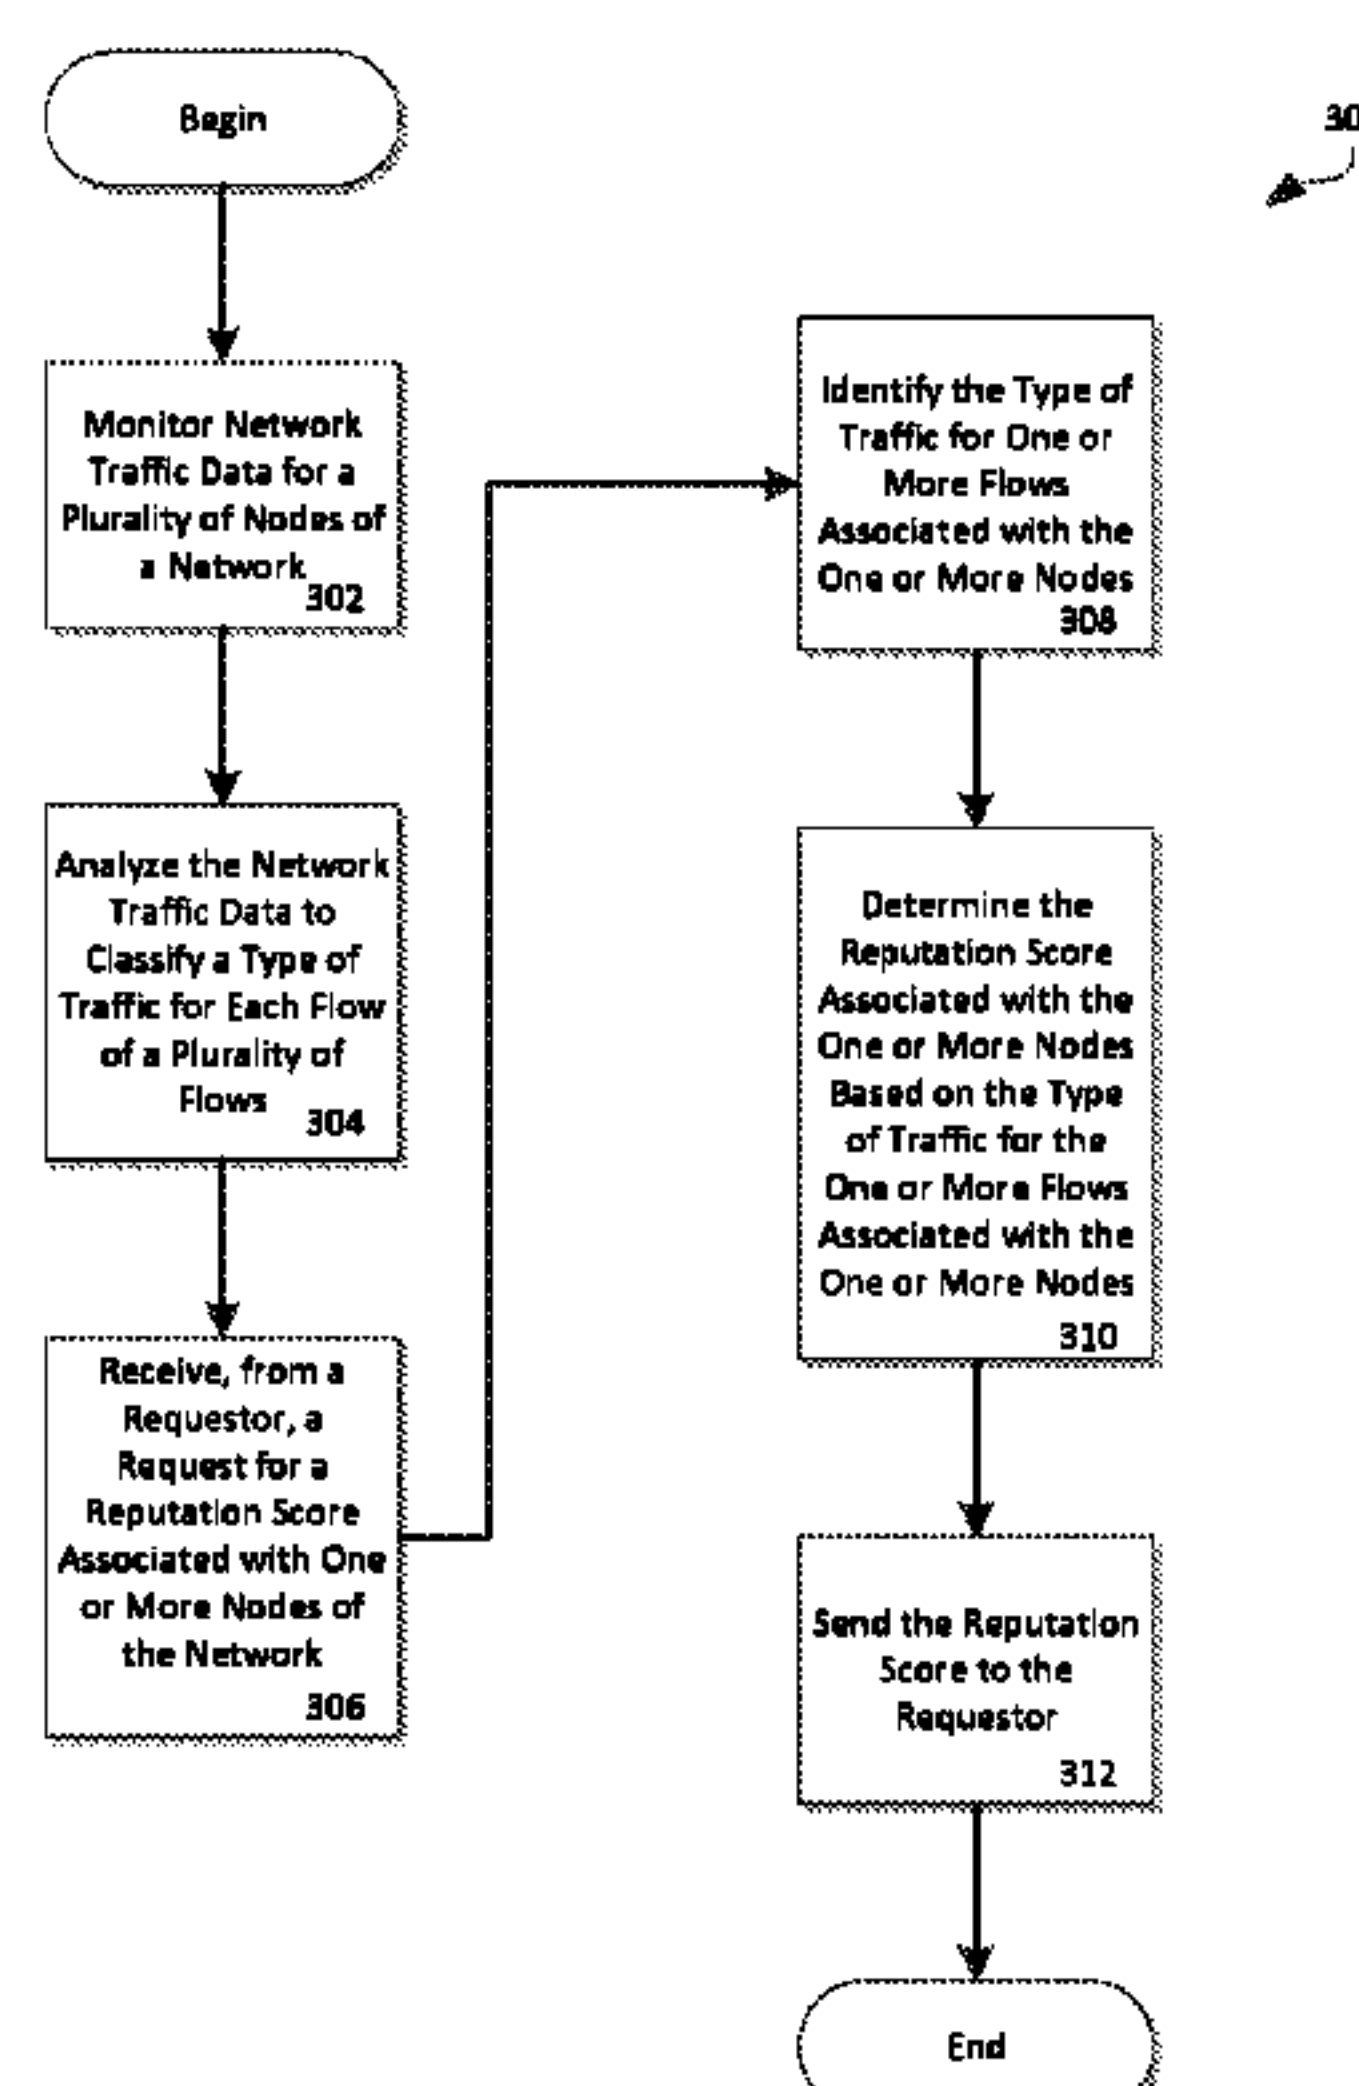 Begin
Monitor Network
Traffic Data for a
Plurality of Nodes of
a Network
302
Analyze the Network
Traffic Data to
Classify a Type of
Traffic for Each Flow
of a Plurality of
Flows
304
Receive, from a
Requestor, a
Request for a
Reputation Score
Associated with One
or More Nodes of
the Network
306
30
Identify the Type of
Traffic for One or
More Flows
Associated with the
One or More Nodes
308
Determine the
Reputation Score
Associated with the
One or More Nodes
Based on the Type
of Traffic for the
One or More Flows
Associated with the
One or More Nodes
310
Send the Reputation
Score to the
Requestor
312
End